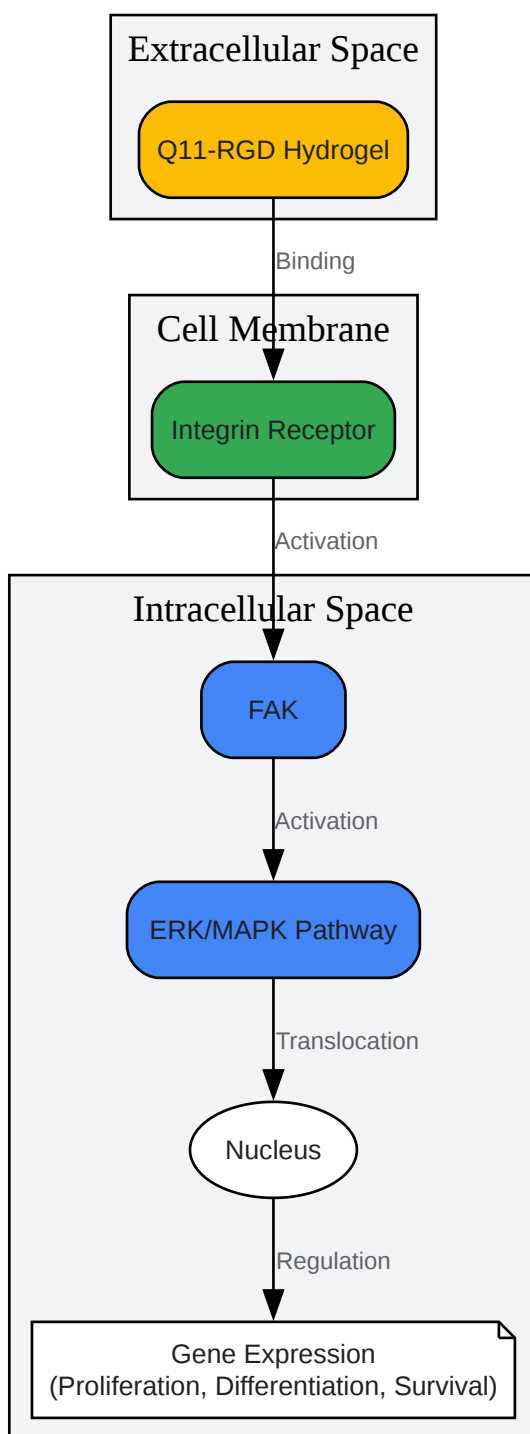 Extracellular Space
Q11-RGD Hydrogel
Binding
Cell Membrane
Integrin Receptor
Activation
Intracellular Space
FAK
Activation
ERK/MAPK Pathway
Translocation
Nucleus
Regulation
Gene Expression
(Proliferation, Differentiation, Survival)